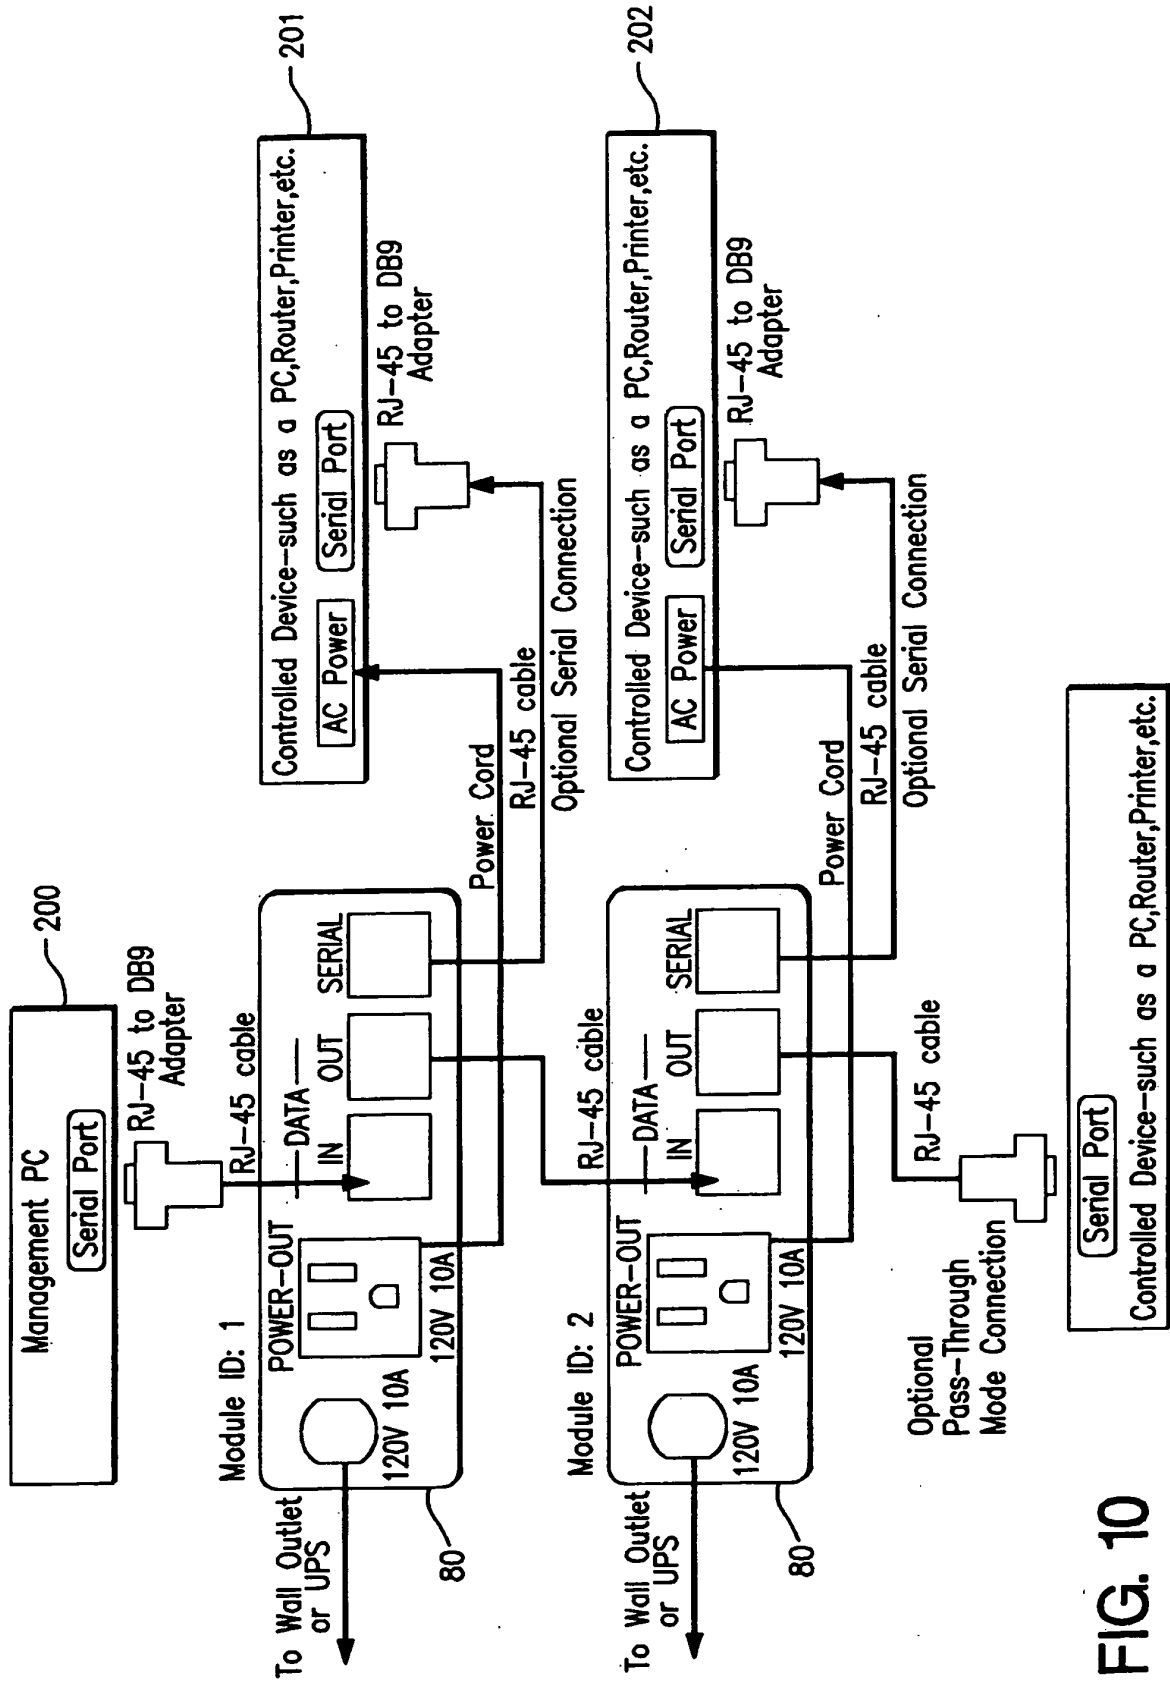 Management PC
200
Serial Port
RJ-45 to DB9
Adapter
RJ-45 cable
Module ID: 1
POWER-OUT
DATA
IN
OUT
SERIAL
120V 10A
120V 10A
To Wall Outlet
or UPS
80
Controlled Device-such as a PC,Router,Printer,etc.
201
AC Power
Serial Port
RJ-45 to DB9
Adapter
Power Cord
RJ-45 cable
Optional Serial Connection
RJ-45 cable
Module ID: 2
POWER-OUT
DATA
IN
OUT
SERIAL
120V 10A
120V 10A
To Wall Outlet
or UPS
80
Controlled Device-such as a PC,Router,Printer,etc.
202
AC Power
Serial Port
RJ-45 to DB9
Adapter
Power Cord
RJ-45 cable
Optional Serial Connection
Optional
Pass-Through
Mode Connection
RJ-45 cable
Serial Port
Controlled Device-such as a PC,Router,Printer,etc.
FIG. 10